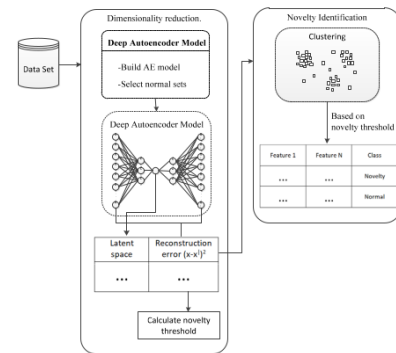 Data Set
Dimensionality reduction.
Deep Autoencoder Model
-Build AE model
-Select normal sets
Deep Autoencoder Model
Latent
space
Reconstruction
error (x-x¹)²
...
...
Calculate novelty
threshold
Novelty Identification
Clustering
Based on
novelty threshold
Feature 1
Feature N
Class
...
...
Novelty
...
...
Normal